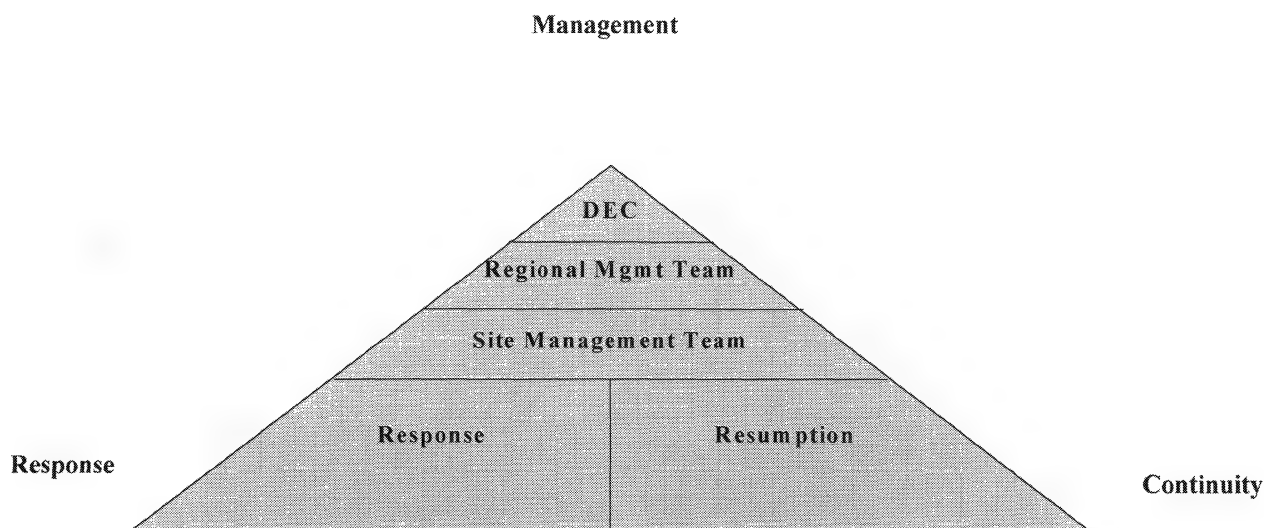 Management
DEC
Regional Mgmt Team
Site Management Team
Response
Resumption
Response
Continuity